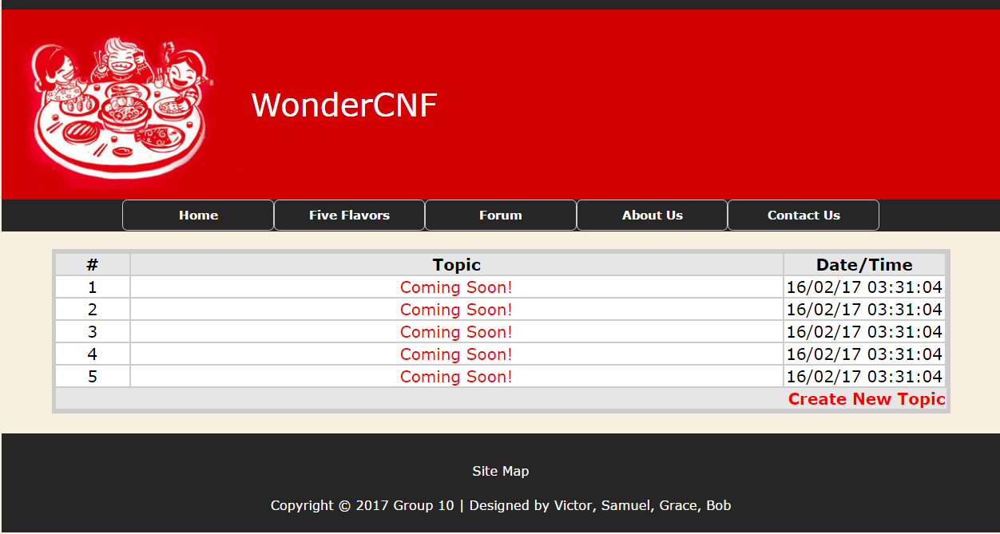 WonderCNF
Home Five Flavors Forum About Us Contact Us
# Topic Date/Time
1 Coming Soon! 16/02/17 03:31:04
2 Coming Soon! 16/02/17 03:31:04
3 Coming Soon! 16/02/17 03:31:04
4 Coming Soon! 16/02/17 03:31:04
5 Coming Soon! 16/02/17 03:31:04
Create New Topic
Site Map
Copyright © 2017 Group 10 | Designed by Victor, Samuel, Grace, Bob